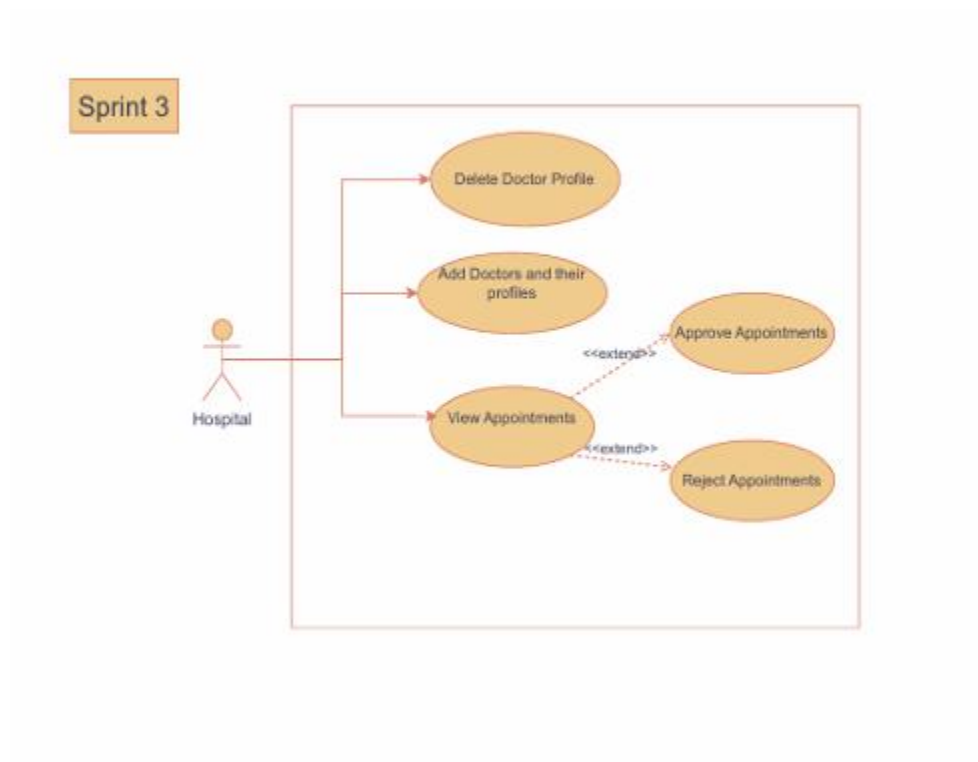 Sprint 3
Delete Doctor Profile
Add Doctors and their
profiles
Approve Appointments
<<extend>>
Hospital
View Appointments
<<extend>>
Reject Appointments